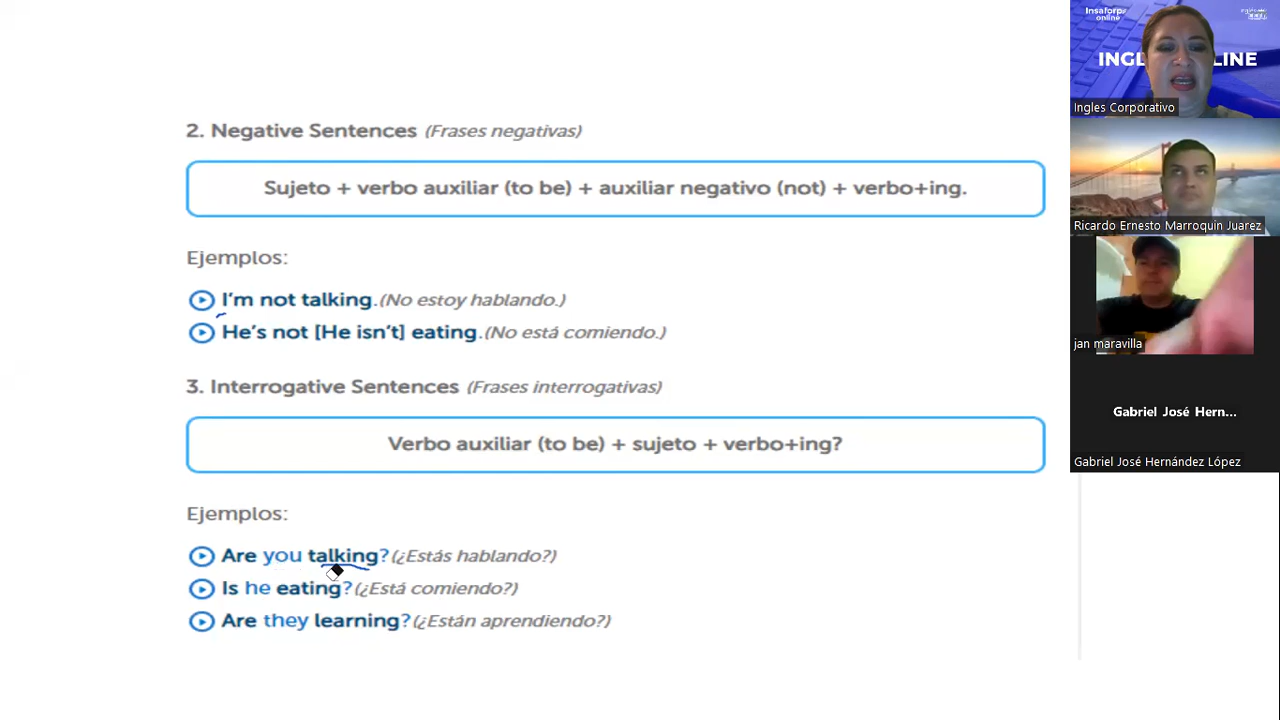 2. Negative Sentences (Frases negativas)
Sujeto + verbo auxiliar (to be) + auxiliar negativo (not) + verbo+ing.
Ejemplos:
I'm not talking. (No estoy hablando.)
He's not [He isn't] eating. (No está comiendo.)
3. Interrogative Sentences (Frases interrogativas)
Verbo auxiliar (to be) + sujeto + verbo+ing?
Ejemplos:
Are you talking? (¿Estás hablando?)
Is he eating? (¿Está comiendo?)
Are they learning? (¿Están aprendiendo?)
Insaforp
online
INGL LINE
Ingles Corporativo
Ricardo Ernesto Marroquin Juarez
jan maravilla
Gabriel José Hern...
Gabriel José Hernández López